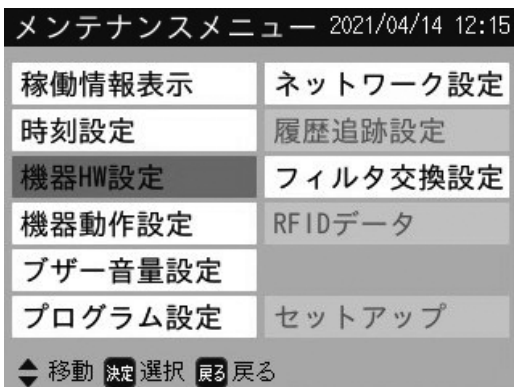 メンテナンスメニュー 2021/04/14 12:15
稼働情報表示 ネットワーク設定
時刻設定 履歴追跡設定
機器HW設定 フィルタ交換設定
機器動作設定 RFIDデータ
ブザー音量設定
プログラム設定 セットアップ
移動 決定 選択 戻る 戻る